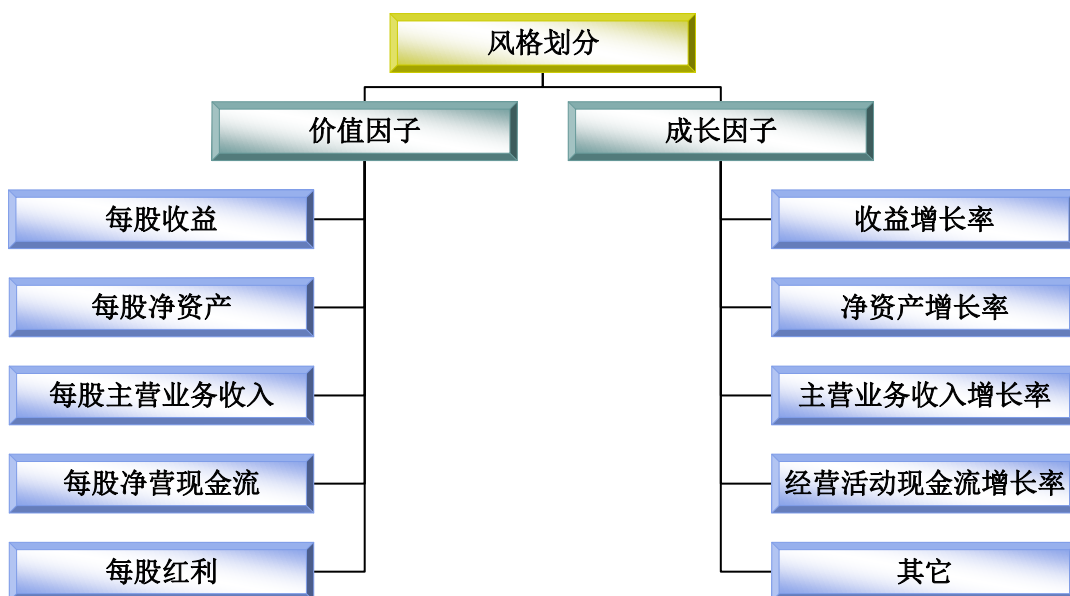 风格划分
价值因子
成长因子
每股收益
收益增长率
每股净资产
净资产增长率
每股主营业务收入
主营业务收入增长率
每股净营现金流
经营活动现金流增长率
每股红利
其它